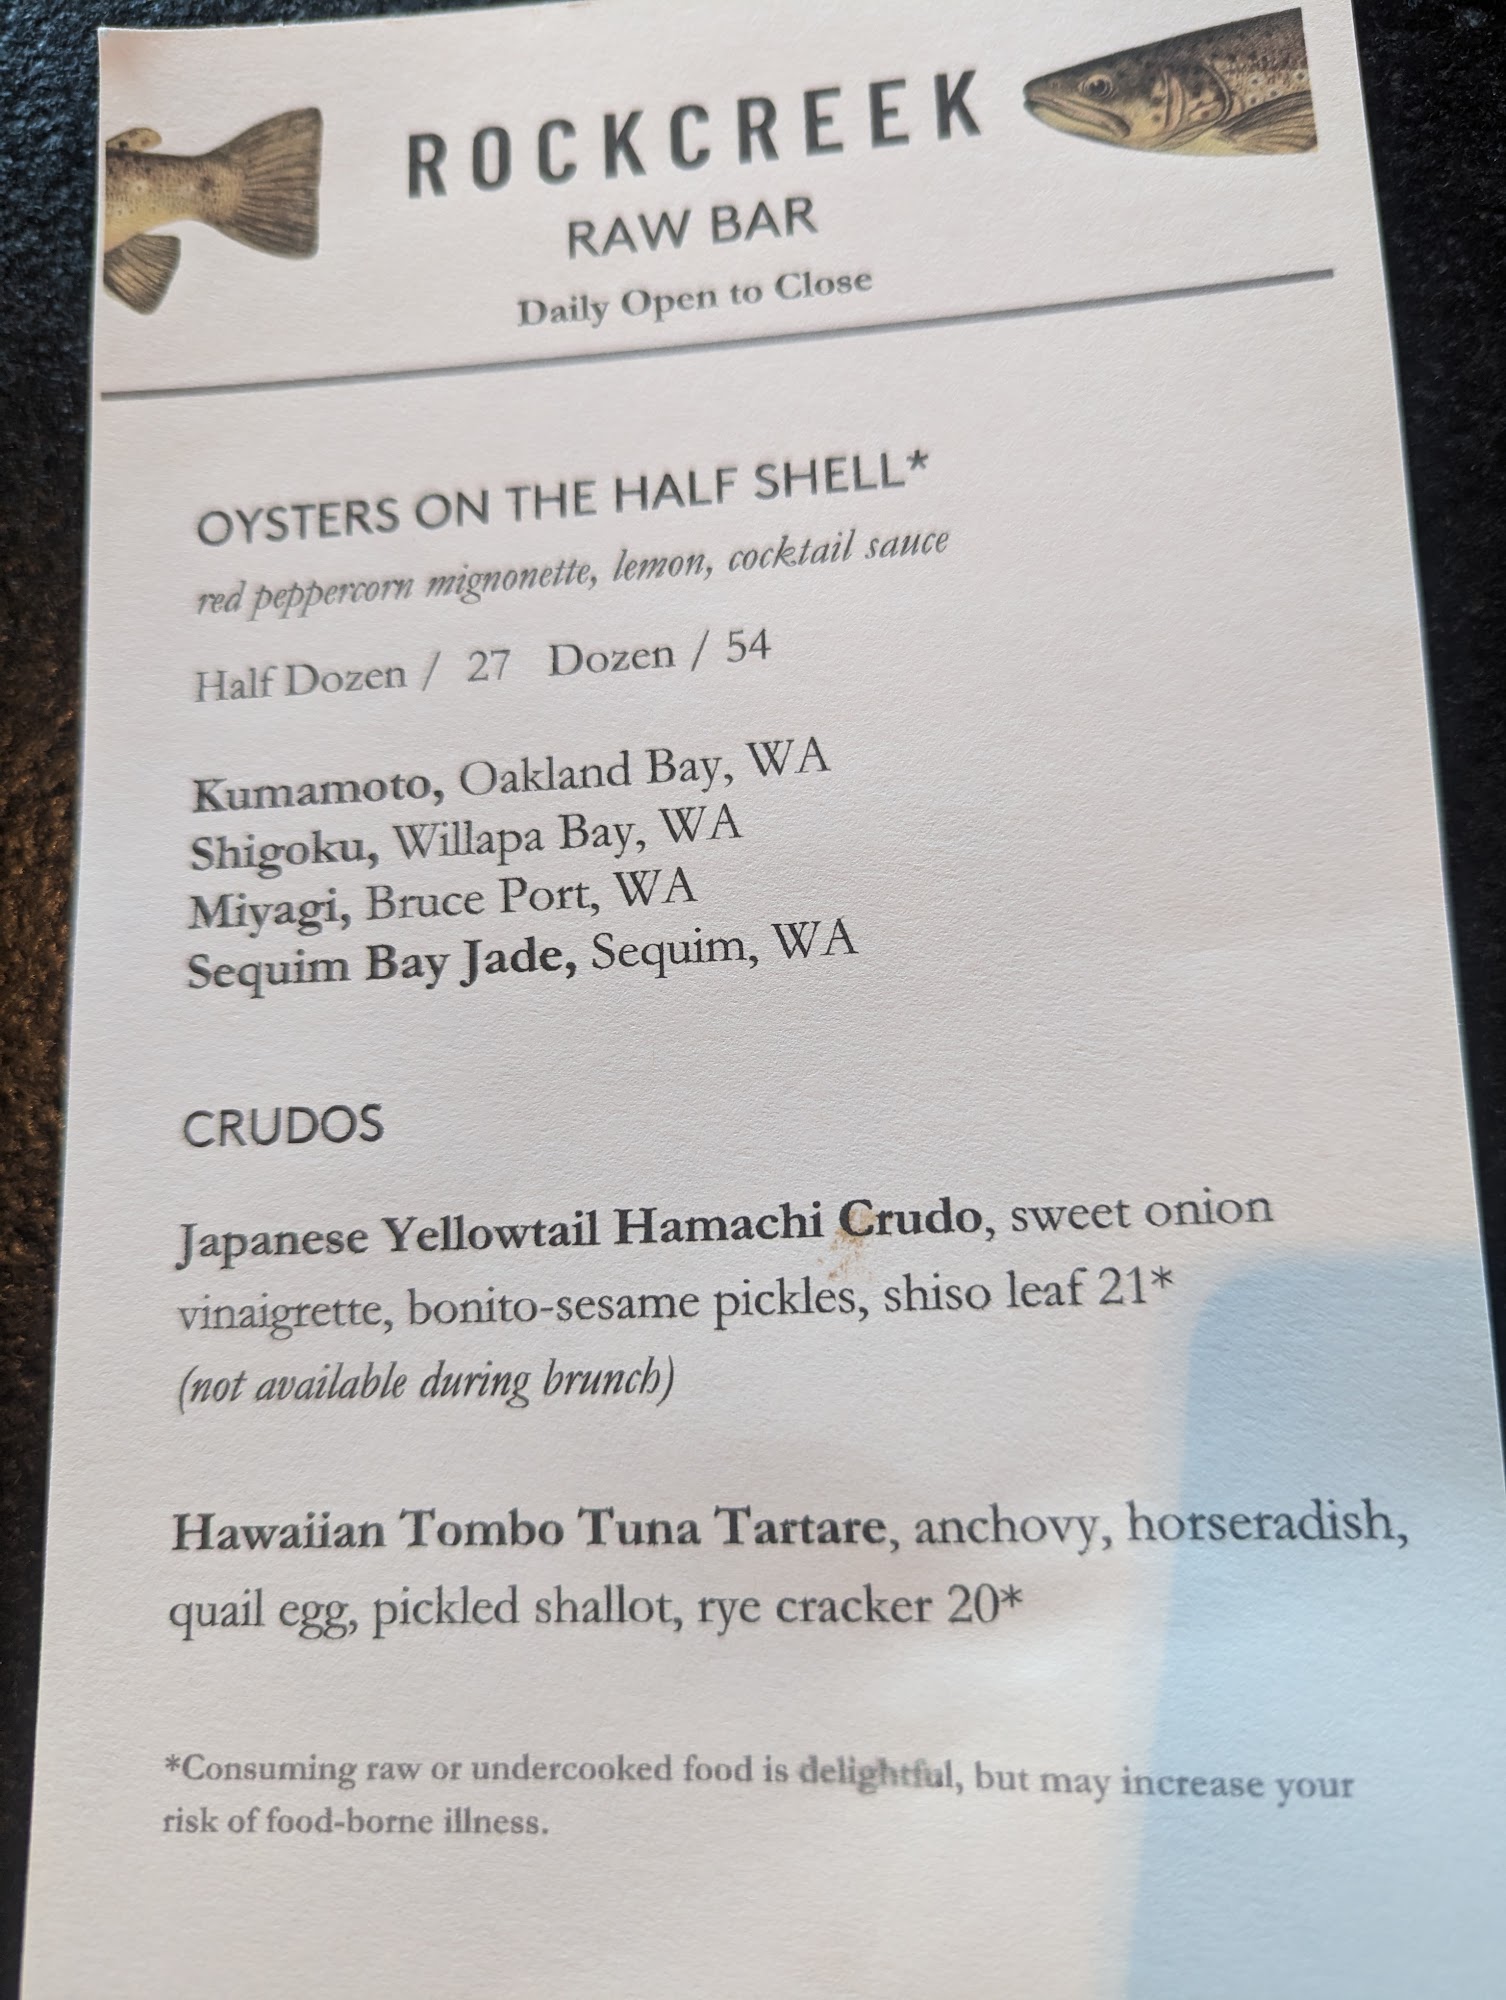 ROCKCREEK
RAW BAR
Daily Open to Close
OYSTERS ON THE HALF SHELL*
red peppercorn mignonette, lemon, cocktail sauce
Half Dozen / 27 Dozen / 54
Kumamoto, Oakland Bay, WA
Shigoku, Willapa Bay, WA
Miyagi, Bruce Port, WA
Sequim Bay Jade, Sequim, WA
CRUDOS
Japanese Yellowtail Hamachi Crudo, sweet onion
vinaigrette, bonito-sesame pickles, shiso leaf 21*
(not available during brunch)
Hawaiian Tombo Tuna Tartare, anchovy, horseradish,
quail egg, pickled shallot, rye cracker 20*
*Consuming raw or undercooked food is delightful, but may increase your
risk of food-borne illness.